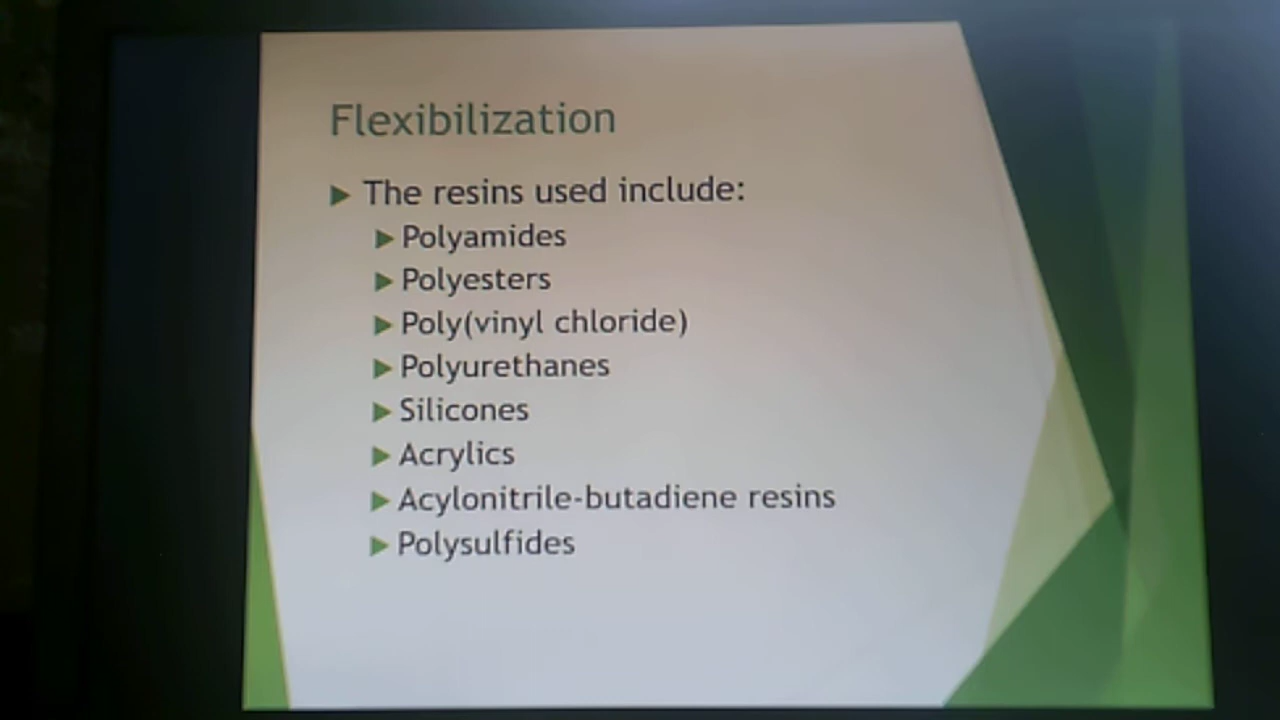 Flexibilization
The resins used include:
Polyamides
Polyesters
Poly(vinyl chloride)
Polyurethanes
Silicones
Acrylics
Acylonitrile-butadiene resins
Polysulfides